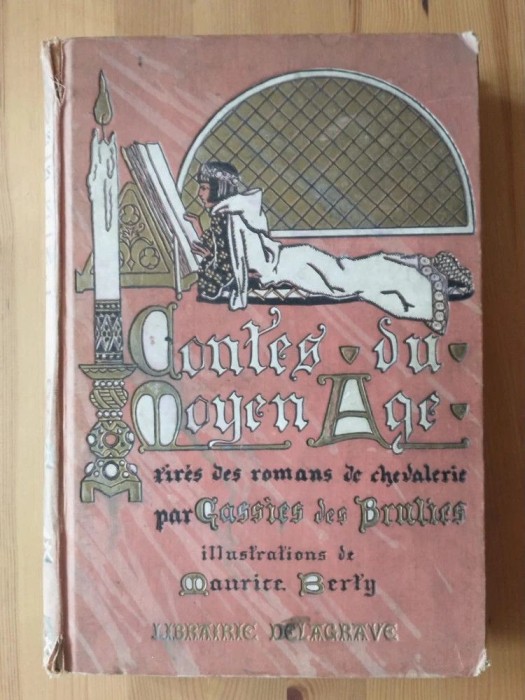 Contes du
Moyen Age
tirés des romans de chevalerie
par Gassies des Brulies
illustrations de
Maurice Berty
LIBRAIRIE DELAGRAVE